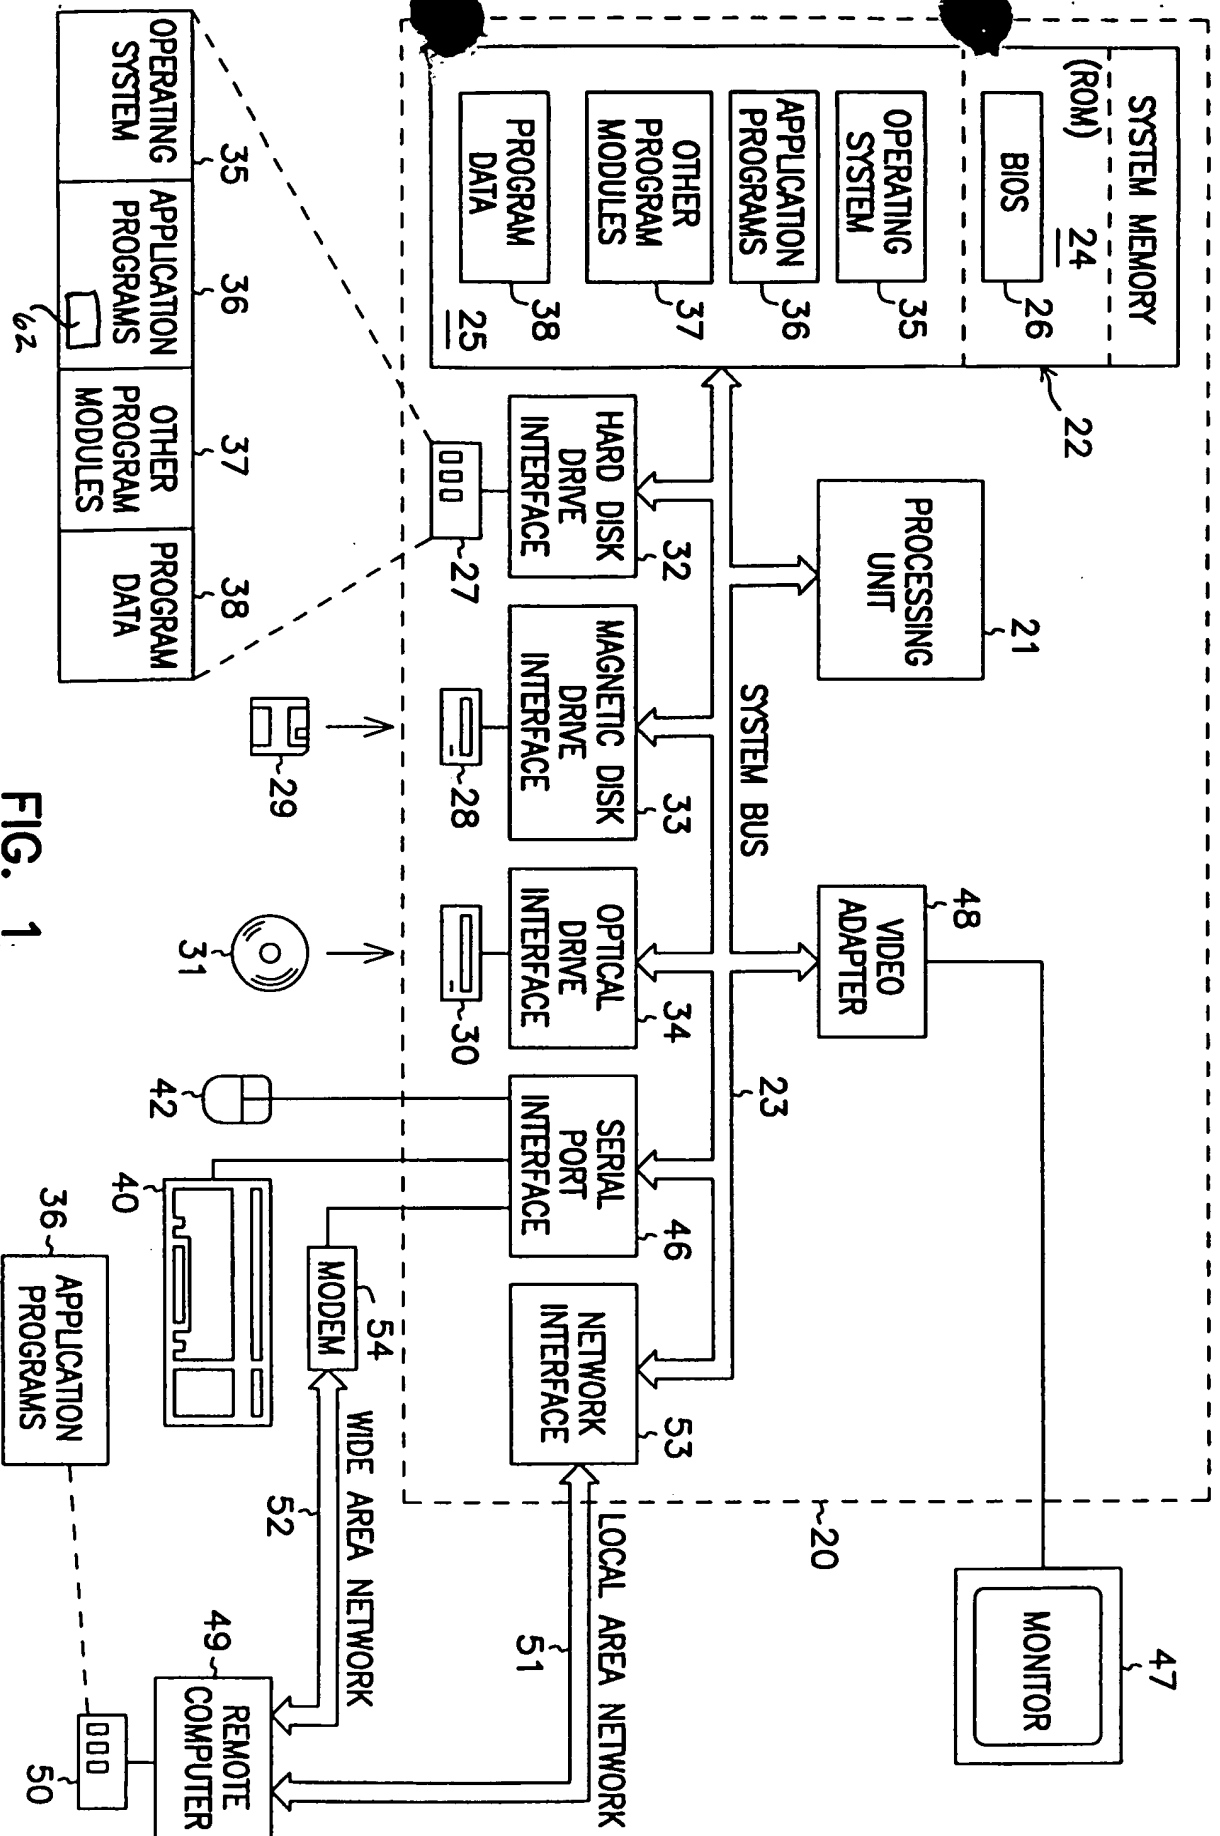 SYSTEM MEMORY
22
(ROM)
24
BIOS
26
OPERATING
SYSTEM
35
APPLICATION
PROGRAMS
36
OTHER
PROGRAM
MODULES
37
PROGRAM
DATA
38
25
PROCESSING
UNIT
21
VIDEO
ADAPTER
48
MONITOR
47
20
SYSTEM BUS
23
HARD DISK
DRIVE
INTERFACE
32
MAGNETIC DISK
DRIVE
INTERFACE
33
OPTICAL
DRIVE
INTERFACE
34
SERIAL
PORT
INTERFACE
46
NETWORK
INTERFACE
53
27
28
30
29
31
42
40
MODEM
54
LOCAL AREA NETWORK
51
WIDE AREA NETWORK
52
REMOTE
COMPUTER
49
50
APPLICATION
PROGRAMS
36
OPERATING
SYSTEM
35
APPLICATION
PROGRAMS
36
62
OTHER
PROGRAM
MODULES
37
PROGRAM
DATA
38
FIG. 1